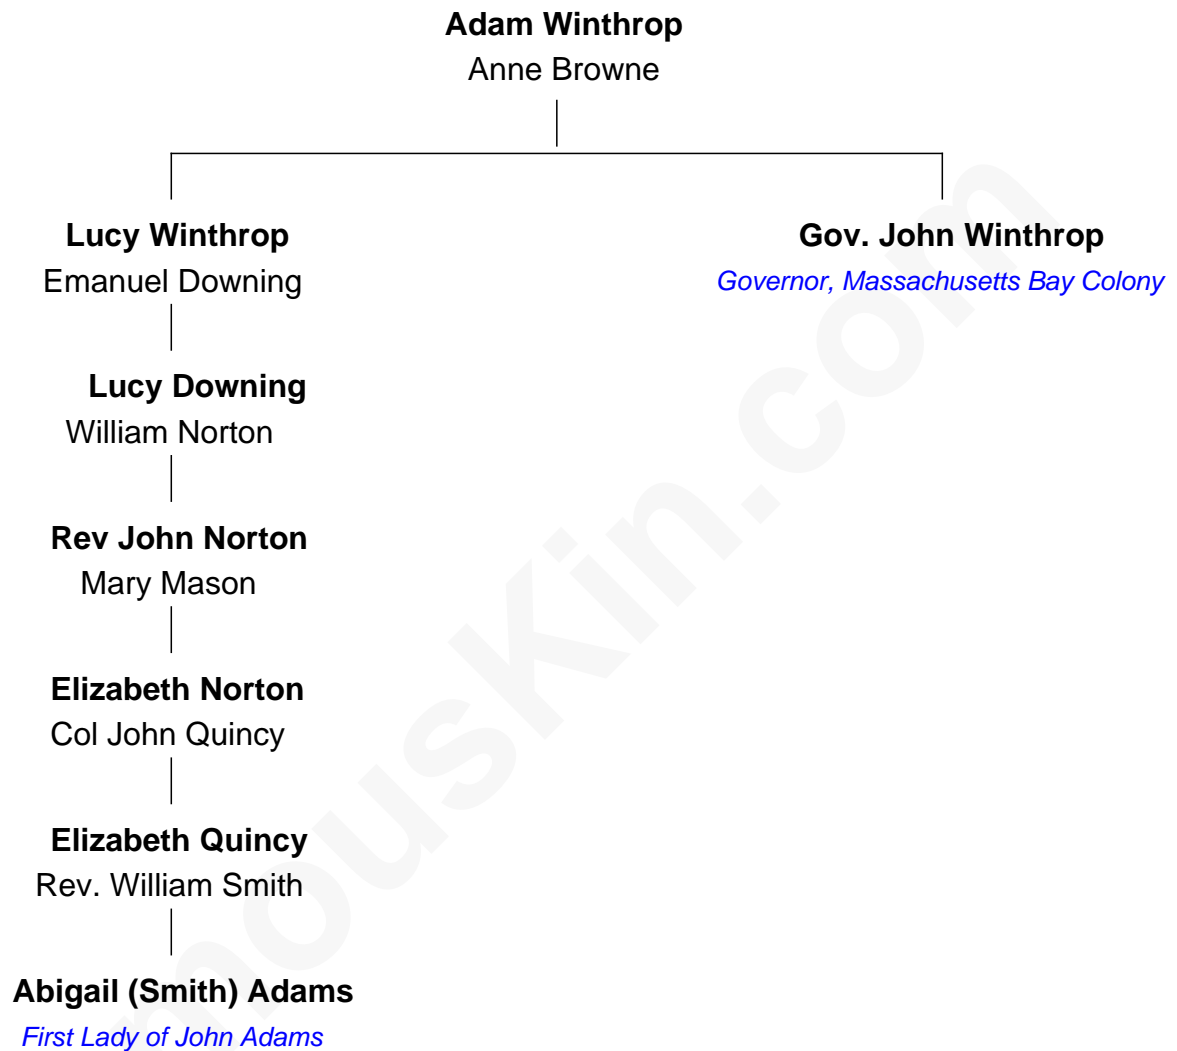 Adam Winthrop
Anne Browne
Lucy Winthrop
Emanuel Downing
Gov. John Winthrop
Governor, Massachusetts Bay Colony
Lucy Downing
William Norton
Rev John Norton
Mary Mason
Elizabeth Norton
Col John Quincy
Elizabeth Quincy
Rev. William Smith
Abigail (Smith) Adams
First Lady of John Adams
mousKin.com